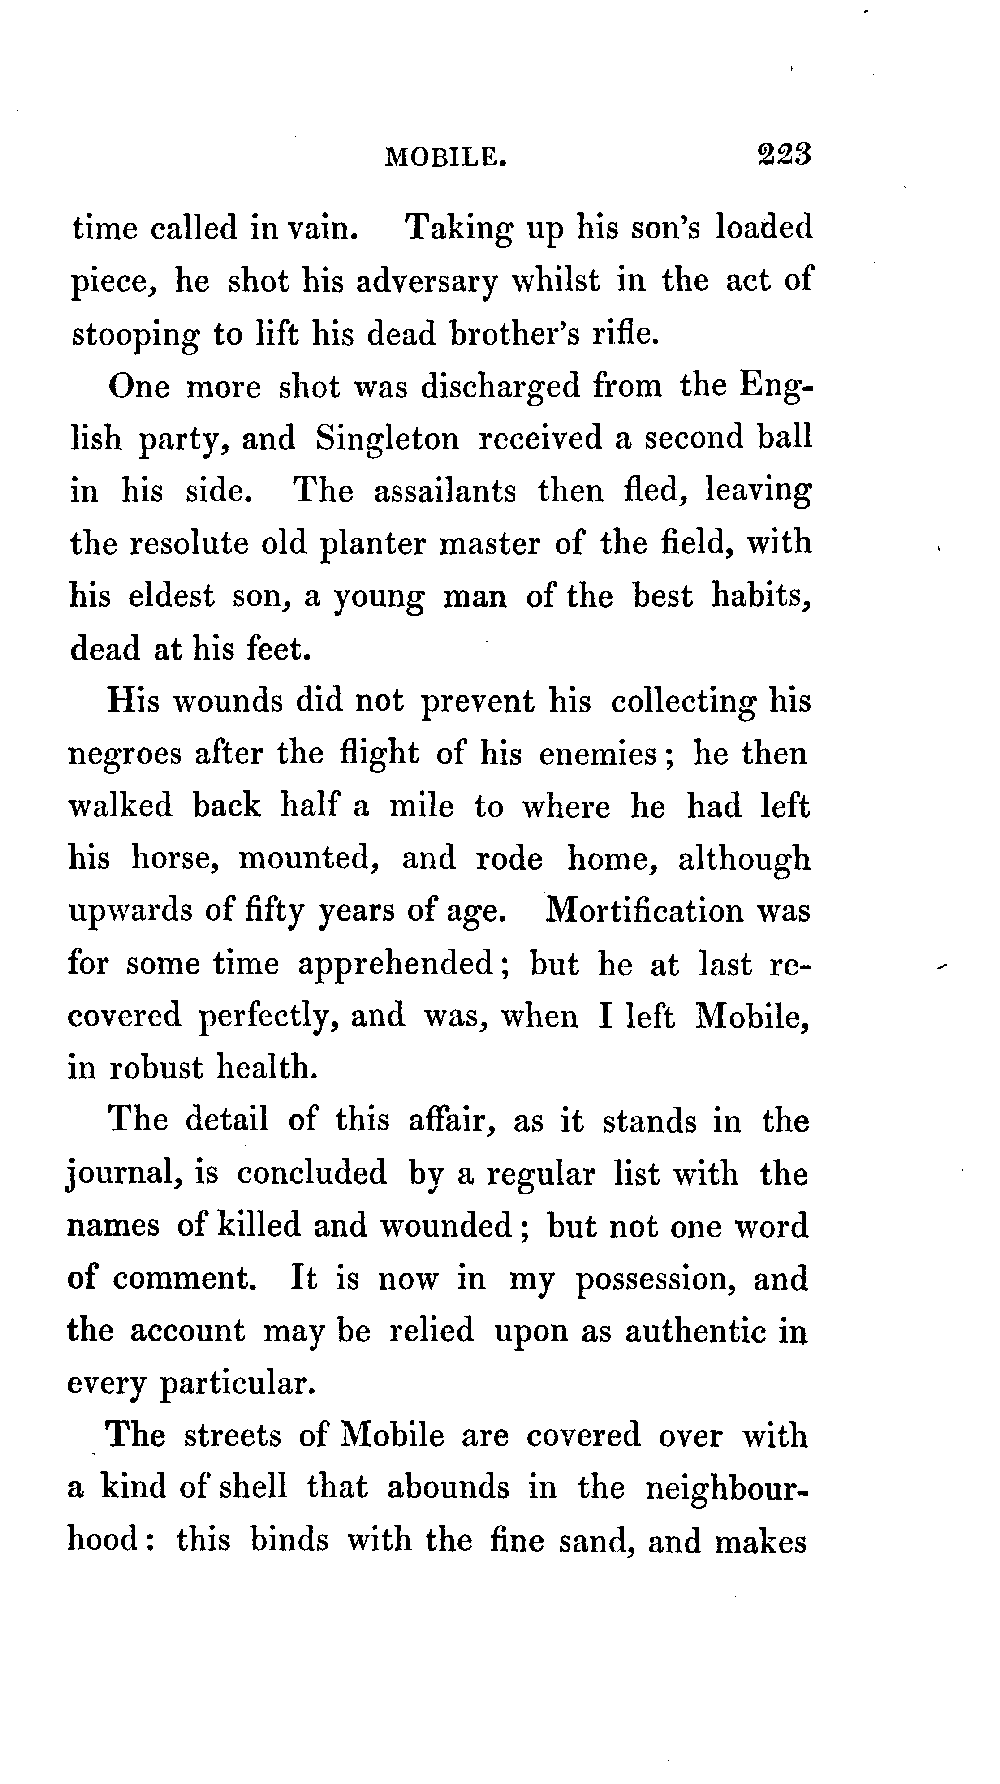 MOBILE. 223
time called in vain. Taking up his son's loaded
piece, he shot his adversary whilst in the act of
stooping to lift his dead brother's rifle.
One more shot was discharged from the Eng-
lish party, and Singleton received a second ball
in his side. The assailants then fled, leaving
the resolute old planter master of the field, with
his eldest son, a young man of the best habits,
dead at his feet.
His wounds did not prevent his collecting his
negroes after the flight of his enemies; he then
walked back half a mile to where he had left
his horse, mounted, and rode home, although
upwards of fifty years of age. Mortification was
for some time apprehended; but he at last re-
covered perfectly, and was, when I left Mobile,
in robust health.
The detail of this affair, as it stands in the
journal, is concluded by a regular list with the
names of killed and wounded; but not one word
of comment. It is now in my possession, and
the account may be relied upon as authentic in
every particular.
The streets of Mobile are covered over with
a kind of shell that abounds in the neighbour-
hood: this binds with the fine sand, and makes